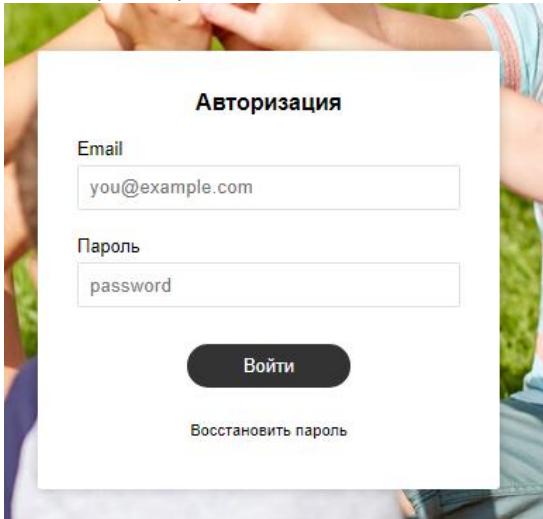 Авторизация
Email
you@example.com
Пароль
password
Войти
Восстановить пароль